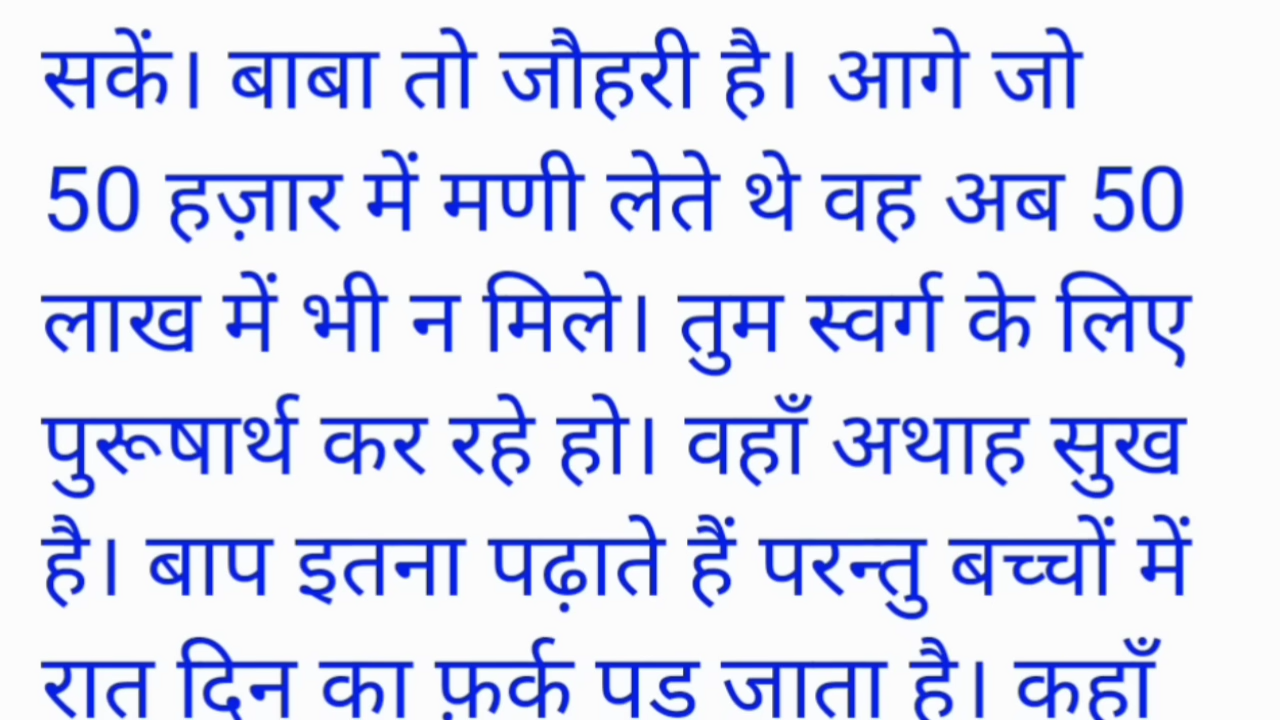 सकें। बाबा तो जौहरी है। आगे जो
50 हज़ार में मणी लेते थे वह अब 50
लाख में भी न मिले। तुम स्वर्ग के लिए
पुरूषार्थ कर रहे हो। वहाँ अथाह सुख
है। बाप इतना पढ़ाते हैं परन्तु बच्चों में
रात दिन का फ़र्क पड जाता है। कहाँ